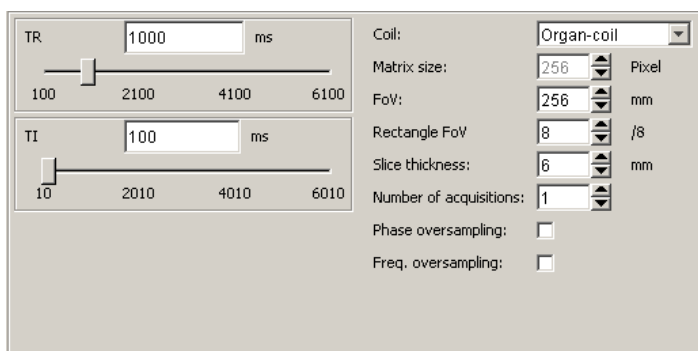 TR 1000 ms
100 2100 4100 6100
TI 100 ms
10 2010 4010 6010
Coil: Organ-coil
Matrix size: 256 Pixel
FoV: 256 mm
Rectangle FoV 8 /8
Slice thickness: 6 mm
Number of acquisitions: 1
Phase oversampling:
Freq. oversampling: